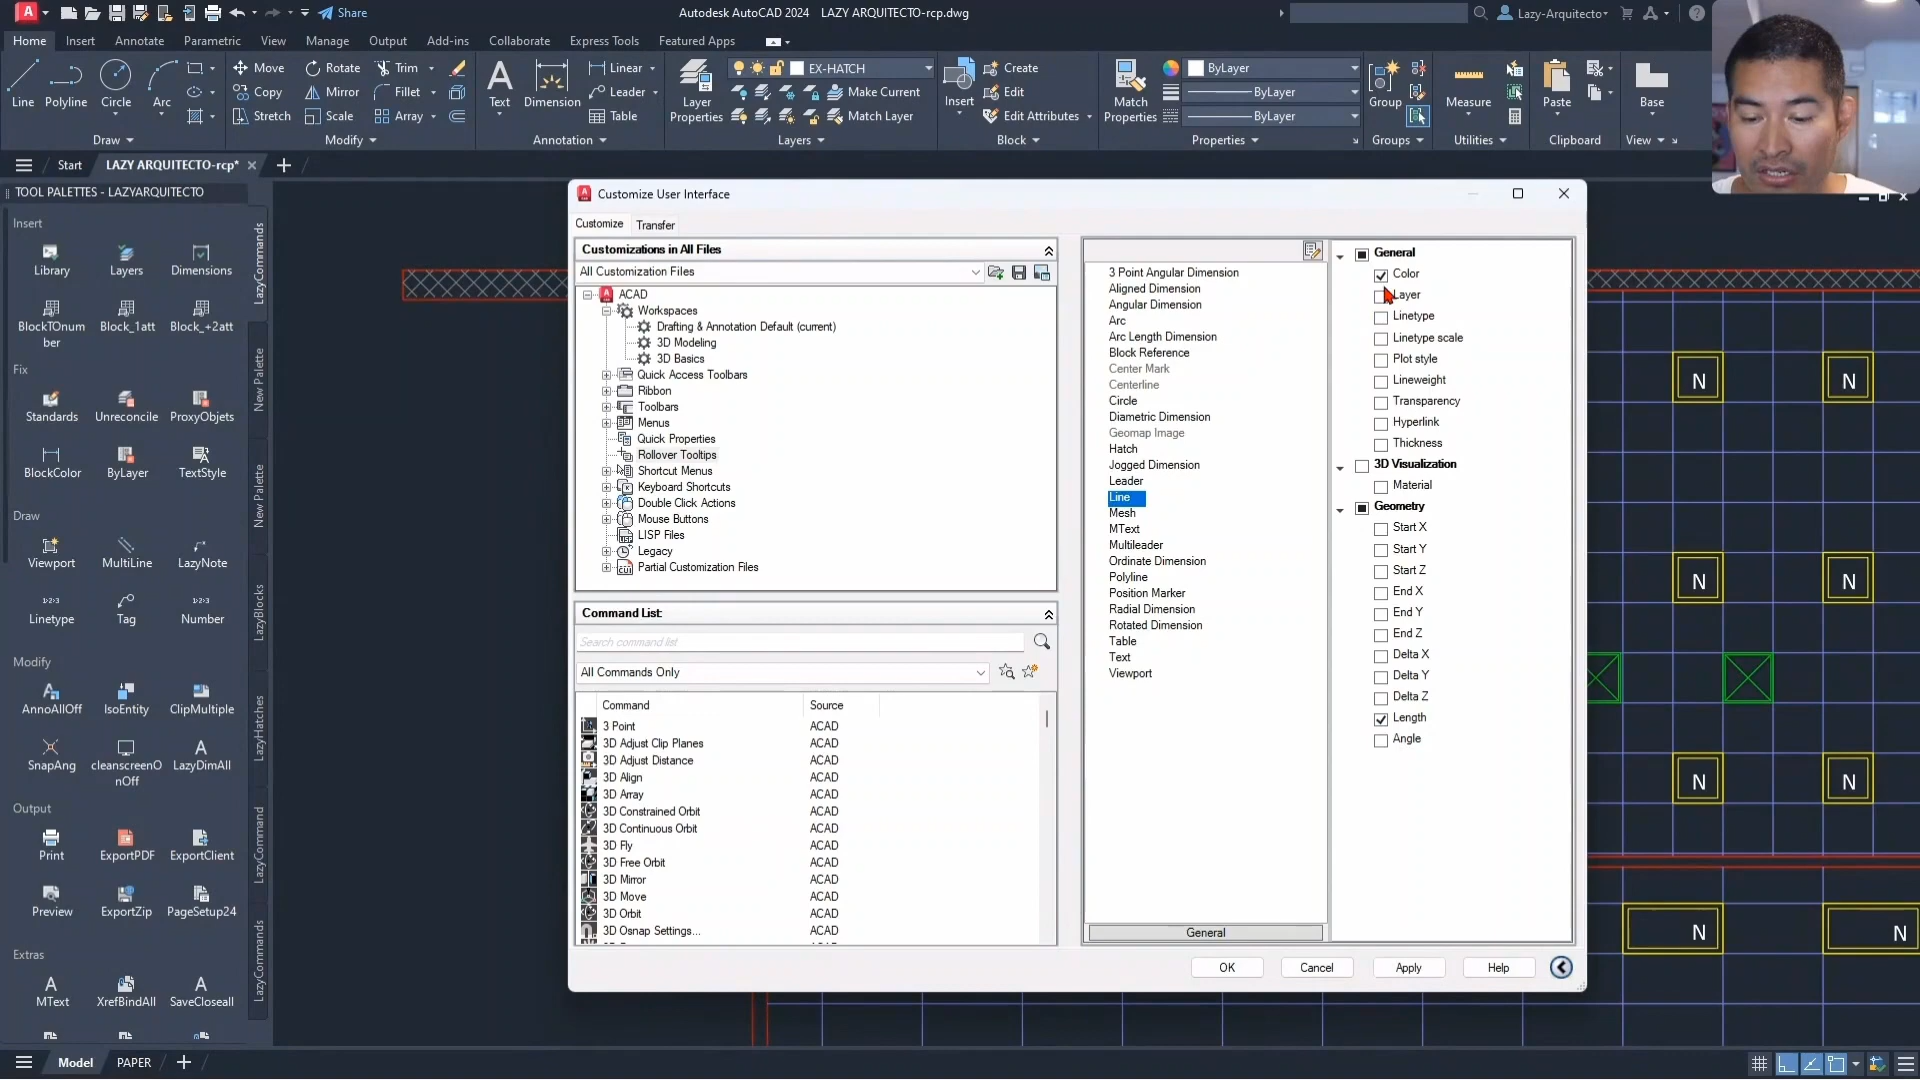 A Share Autodesk AutoCAD 2024 LAZY ARQUITECTO-rcp.dwg Lazy-Arquitecto
Home Insert Annotate Parametric View Manage Output Add-ins Collaborate Express Tools Featured Apps
Line Polyline Circle Arc
Draw
Move Rotate Trim
Copy Mirror Fillet
Stretch Scale Array
Modify
Text Dimension
Linear
Leader
Table
Annotation
Layer Properties
EX-HATCH
Make Current
Match Layer
Layers
Insert
Create
Edit
Edit Attributes
Block
Match Properties
ByLayer
ByLayer
ByLayer
Properties
Group
Groups
Measure
Utilities
Paste
Clipboard
Base
View
Start LAZY ARQUITECTO-rcp*
TOOL PALETTES - LAZYARQUITECTO
Insert
Library Layers Dimensions
BlockTOnum Block_1att Block_+2att
ber
Fix
Standards Unreconcile ProxyObjets
BlockColor ByLayer TextStyle
Draw
Viewport MultiLine LazyNote
Linetype Tag Number
Modify
AnnoAllOff IsoEntity ClipMultiple
SnapAng cleanscreenO LazyDimAll
nOff
Output
Print ExportPDF ExportClient
Preview ExportZip PageSetup24
Extras
MText XrefBindAll SaveCloseall
LazyCommands
New Palette
New Palette
LazyBlocks
LazyHatches
LazyCommand
LazyCommands
Customize User Interface
Customize Transfer
Customizations in All Files
All Customization Files
ACAD
Workspaces
Drafting & Annotation Default (current)
3D Modeling
3D Basics
Quick Access Toolbars
Ribbon
Toolbars
Menus
Quick Properties
Rollover Tooltips
Shortcut Menus
Keyboard Shortcuts
Double Click Actions
Mouse Buttons
LISP Files
Legacy
Partial Customization Files
Command List:
Search command list
All Commands Only
Command Source
3 Point ACAD
3D Adjust Clip Planes ACAD
3D Adjust Distance ACAD
3D Align ACAD
3D Array ACAD
3D Constrained Orbit ACAD
3D Continuous Orbit ACAD
3D Fly ACAD
3D Free Orbit ACAD
3D Mirror ACAD
3D Move ACAD
3D Orbit ACAD
3D Osnap Settings... ACAD
3 Point Angular Dimension
Aligned Dimension
Angular Dimension
Arc
Arc Length Dimension
Block Reference
Center Mark
Centerline
Circle
Diametric Dimension
Geomap Image
Hatch
Jogged Dimension
Leader
Line
Mesh
MText
Multileader
Ordinate Dimension
Polyline
Position Marker
Radial Dimension
Rotated Dimension
Table
Text
Viewport
General
General
Color
Layer
Linetype
Linetype scale
Plot style
Lineweight
Transparency
Hyperlink
Thickness
3D Visualization
Material
Geometry
Start X
Start Y
Start Z
End X
End Y
End Z
Delta X
Delta Y
Delta Z
Length
Angle
OK Cancel Apply Help
N N
N N
N N
N N
Model PAPER